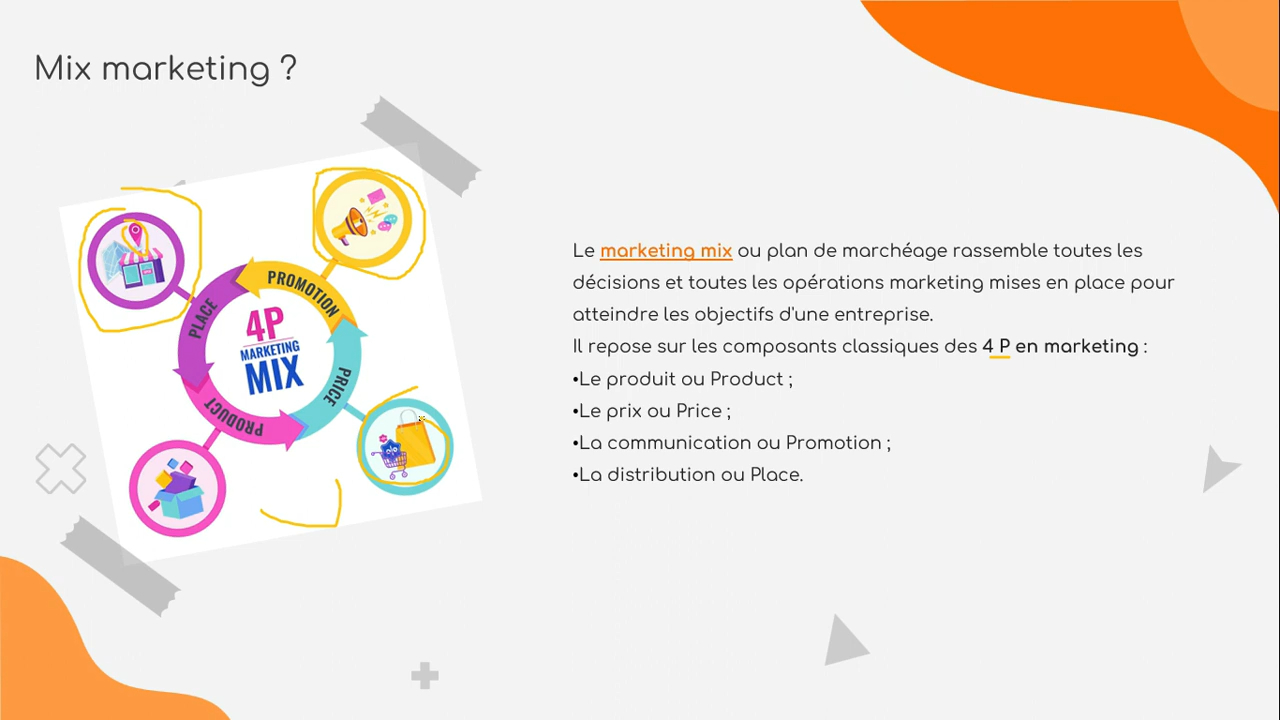 Mix marketing ?
PROMOTION
PLACE
4P
MARKETING
MIX
PRICE
PRODUCT
Le marketing mix ou plan de marchéage rassemble toutes les
décisions et toutes les opérations marketing mises en place pour
atteindre les objectifs d'une entreprise.
Il repose sur les composants classiques des 4 P en marketing :
•Le produit ou Product ;
•Le prix ou Price ;
•La communication ou Promotion ;
•La distribution ou Place.